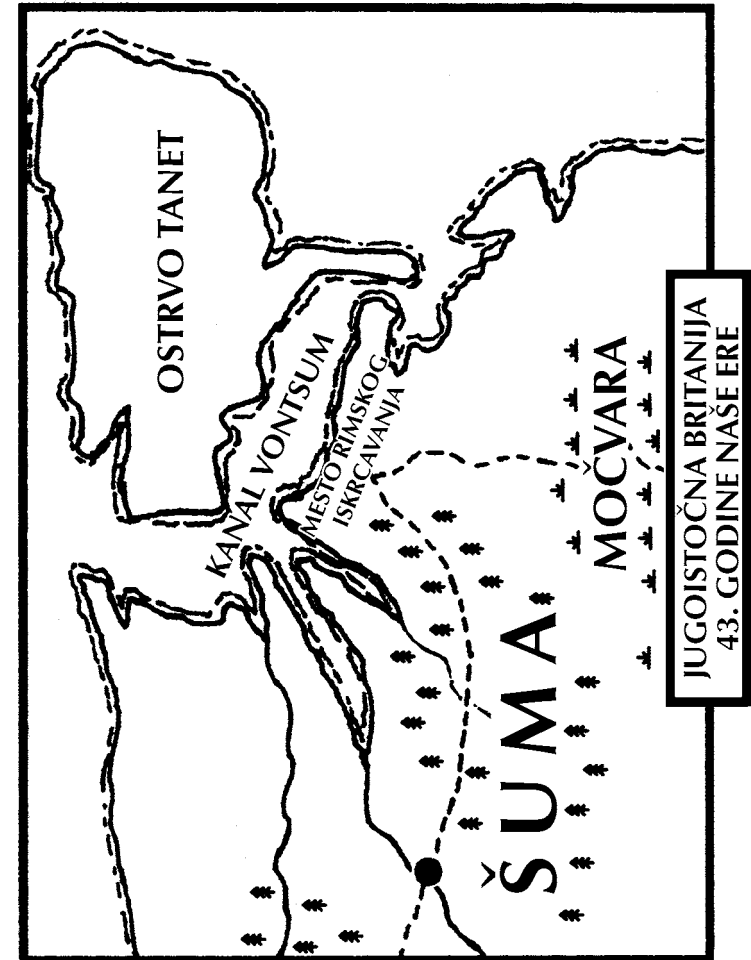 OSTRVO TANET
KANAL VONTSUM
MESTO RIMSKOG
ISKRCAVANJA
MOČVARA
ŠUMA
JUGOISTOČNA BRITANIJA
43. GODINE NAŠE ERE